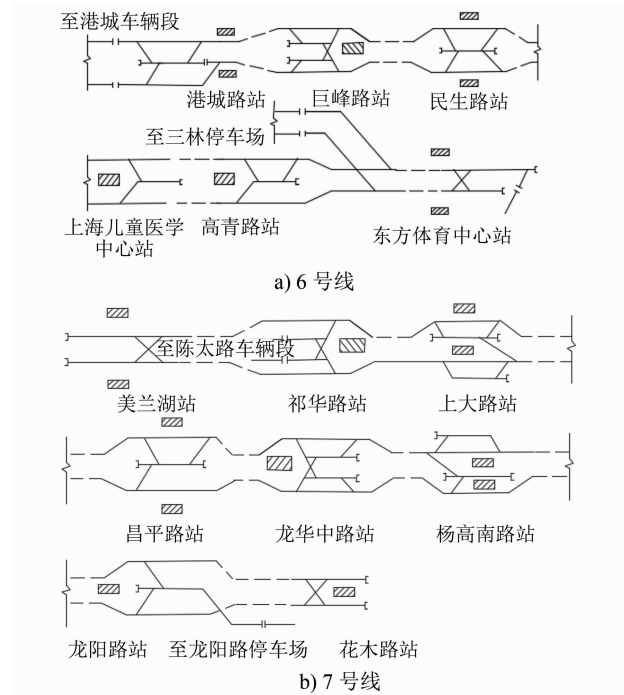 至港城车辆段
港城路站
巨峰路站
民生路站
至三林停车场
上海儿童医学
中心站
高青路站
东方体育中心站
a) 6 号线
至陈太路车辆段
美兰湖站
祁华路站
上大路站
昌平路站
龙华中路站
杨高南路站
龙阳路站
至龙阳路停车场
花木路站
b) 7 号线